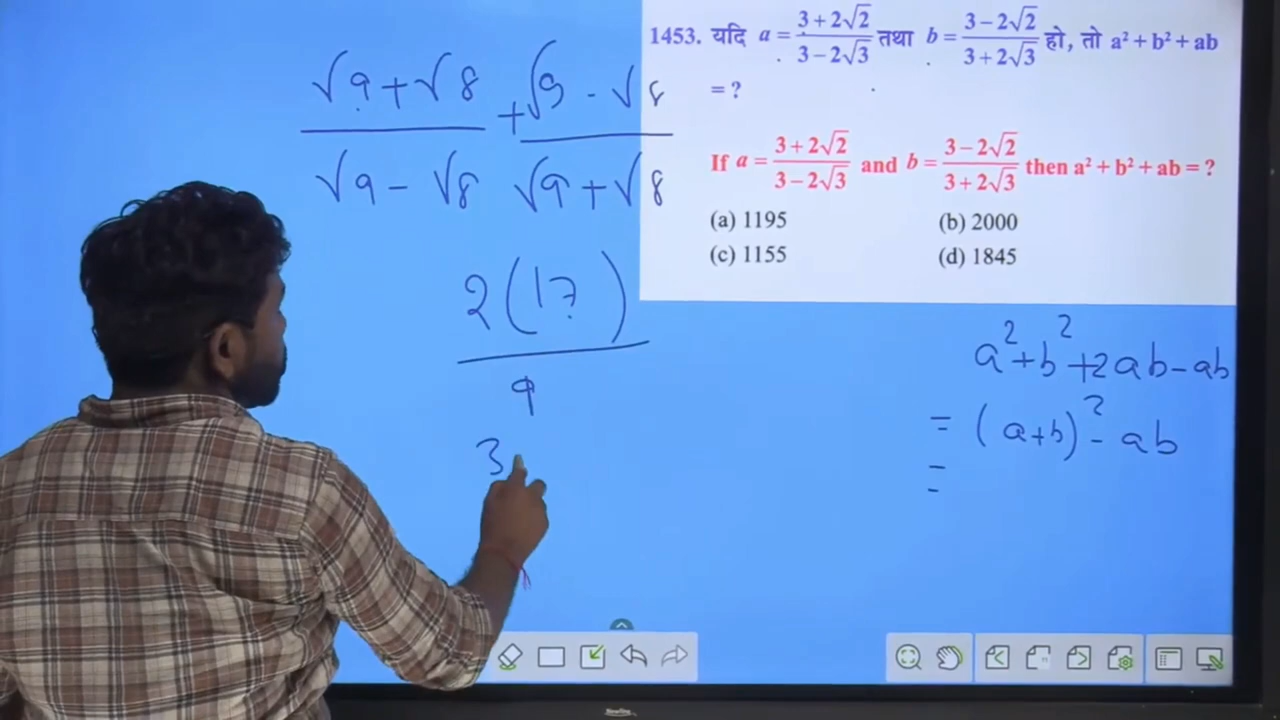 1453. यदि a = 3 + 2√2 / 3 − 2√3 तथा b = 3 − 2√2 / 3 + 2√3 हो, तो a² + b² + ab
= ?
If a = 3 + 2√2 / 3 − 2√3 and b = 3 − 2√2 / 3 + 2√3 then a² + b² + ab = ?
(a) 1195 (b) 2000
(c) 1155 (d) 1845
√9 + √8 / √9 − √8 + √9 − √8 / √9 + √8
2(17) / 9
3
a² + b² + 2ab − ab
= (a+b)² − ab
=